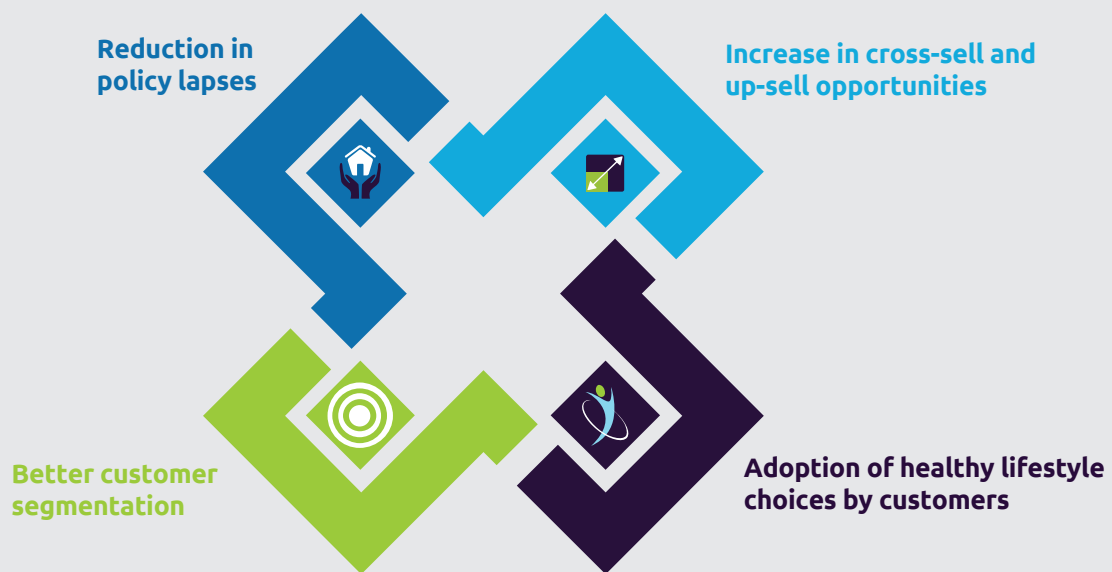 Reduction in
policy lapses
Increase in cross-sell and
up-sell opportunities
Better customer
segmentation
Adoption of healthy lifestyle
choices by customers